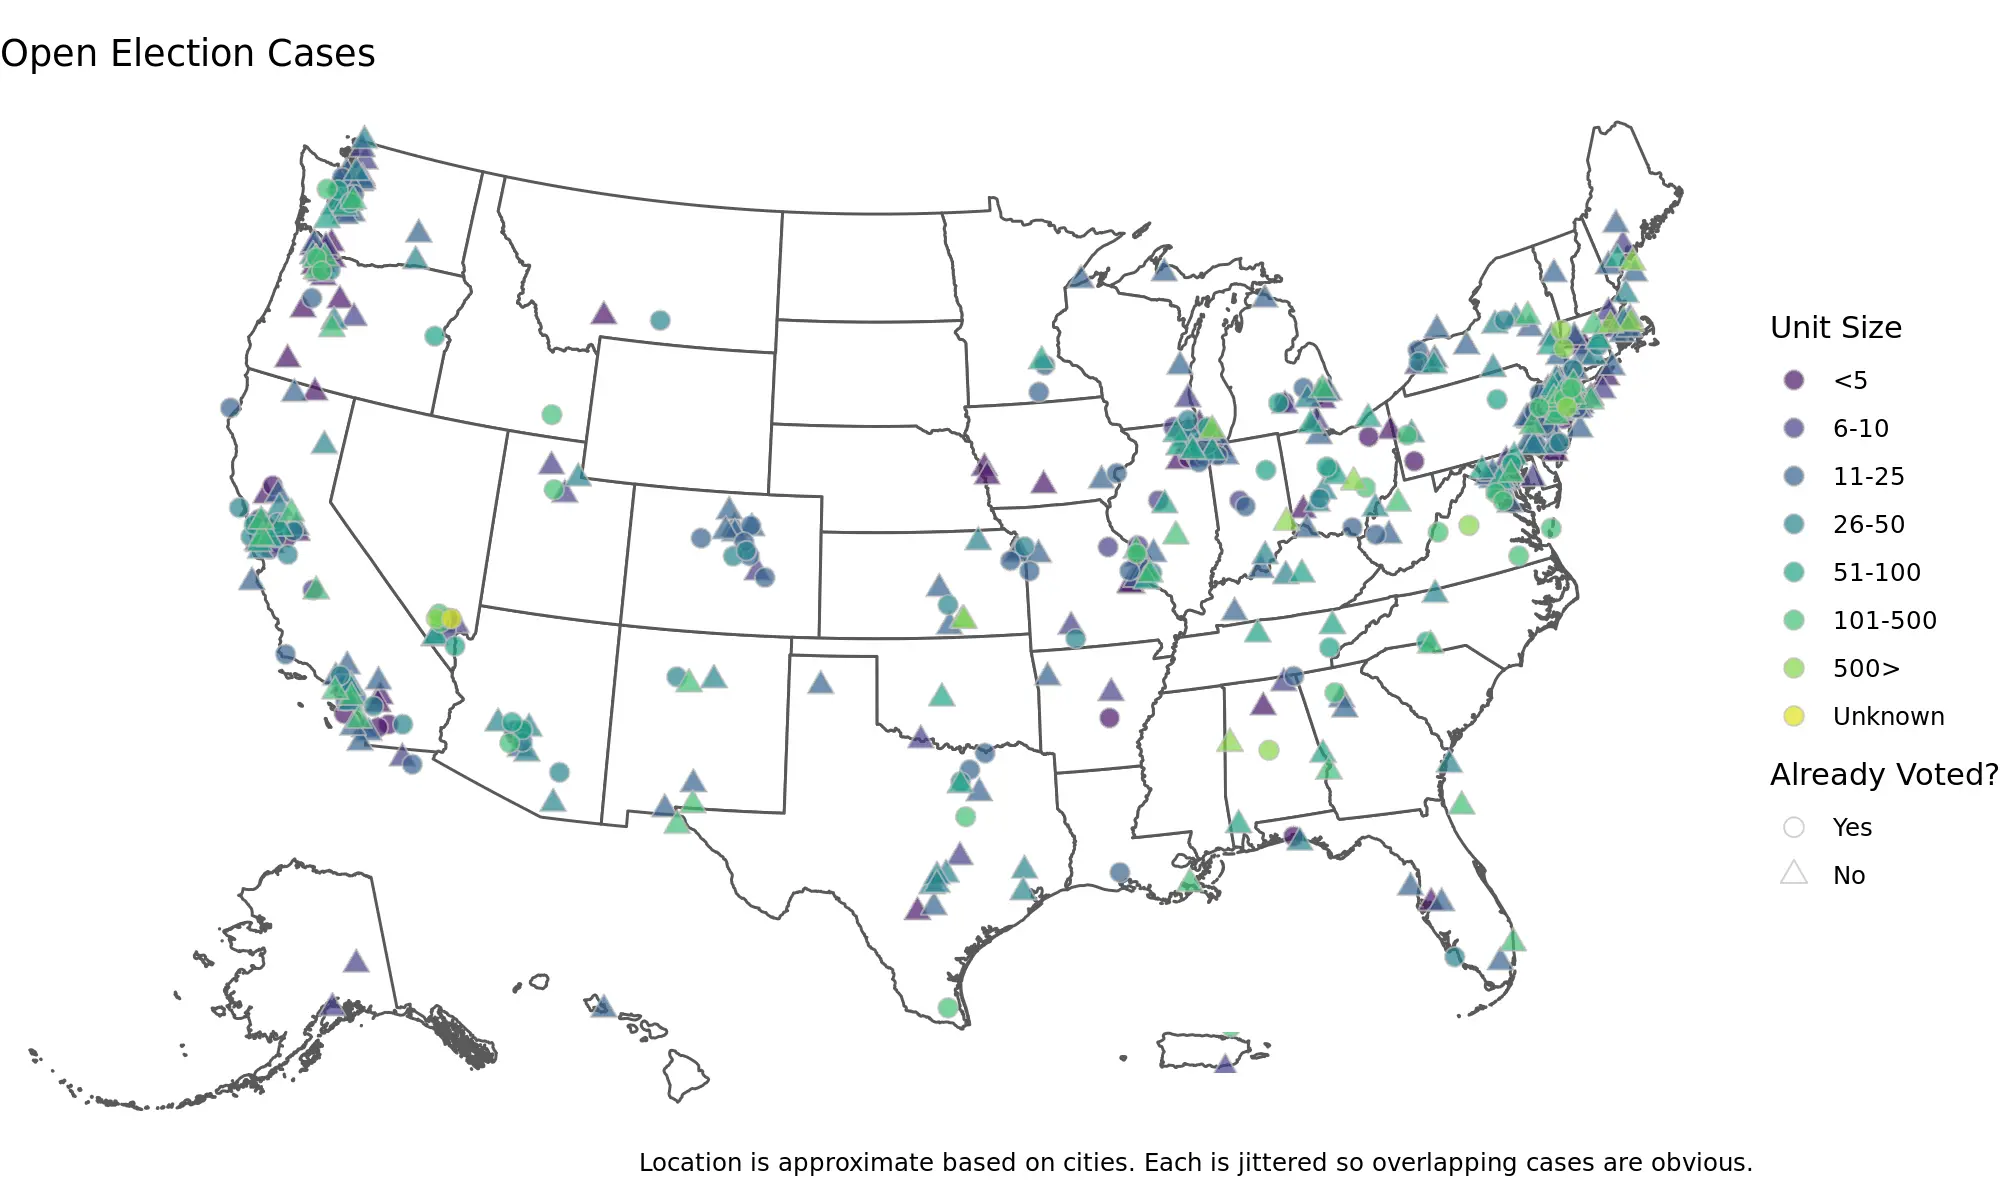 Open Election Cases
Unit Size
<5
6-10
11-25
26-50
51-100
101-500
500>
Unknown
Already Voted?
Yes
No
Location is approximate based on cities. Each is jittered so overlapping cases are obvious.